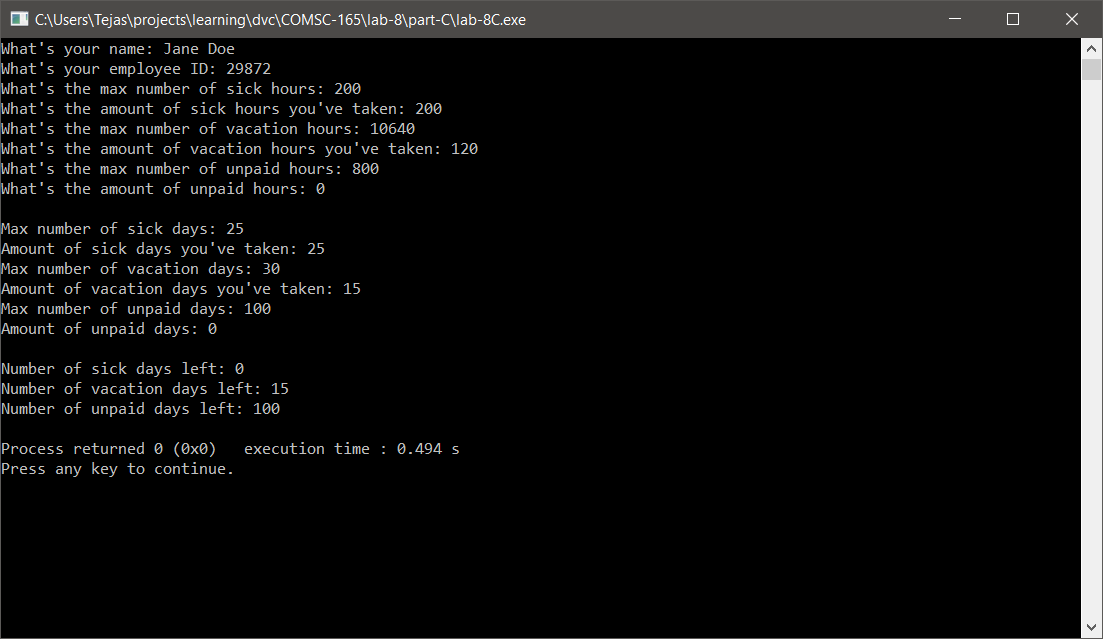 C:\Users\Tejas\projects\learning\dvc\COMSC-165\lab-8\part-C\lab-8C.exe
What's your name: Jane Doe
What's your employee ID: 29872
What's the max number of sick hours: 200
What's the amount of sick hours you've taken: 200
What's the max number of vacation hours: 10640
What's the amount of vacation hours you've taken: 120
What's the max number of unpaid hours: 800
What's the amount of unpaid hours: 0
Max number of sick days: 25
Amount of sick days you've taken: 25
Max number of vacation days: 30
Amount of vacation days you've taken: 15
Max number of unpaid days: 100
Amount of unpaid days: 0
Number of sick days left: 0
Number of vacation days left: 15
Number of unpaid days left: 100
Process returned 0 (0x0)   execution time : 0.494 s
Press any key to continue.